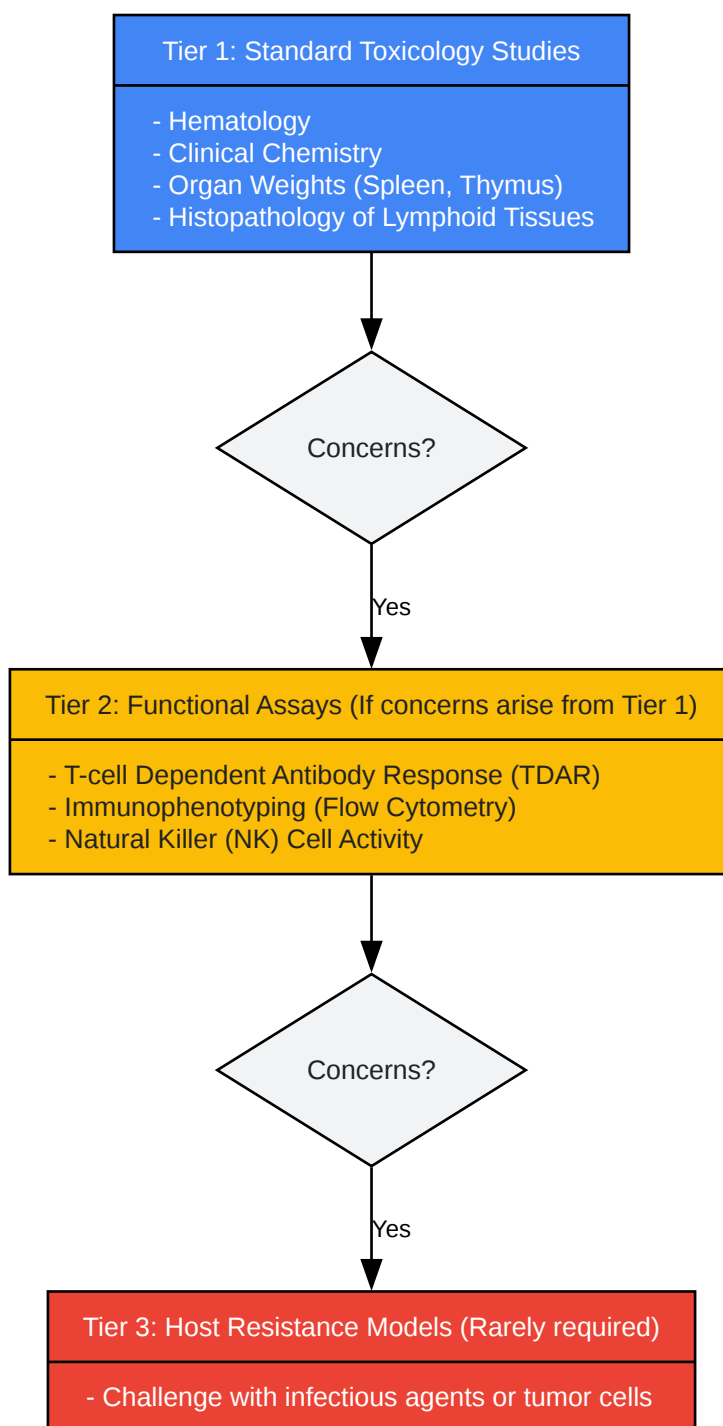 Tier 1: Standard Toxicology Studies
- Hematology
- Clinical Chemistry
- Organ Weights (Spleen, Thymus)
- Histopathology of Lymphoid Tissues
Concerns?
Yes
Tier 2: Functional Assays (If concerns arise from Tier 1)
- T-cell Dependent Antibody Response (TDAR)
- Immunophenotyping (Flow Cytometry)
- Natural Killer (NK) Cell Activity
Concerns?
Yes
Tier 3: Host Resistance Models (Rarely required)
- Challenge with infectious agents or tumor cells